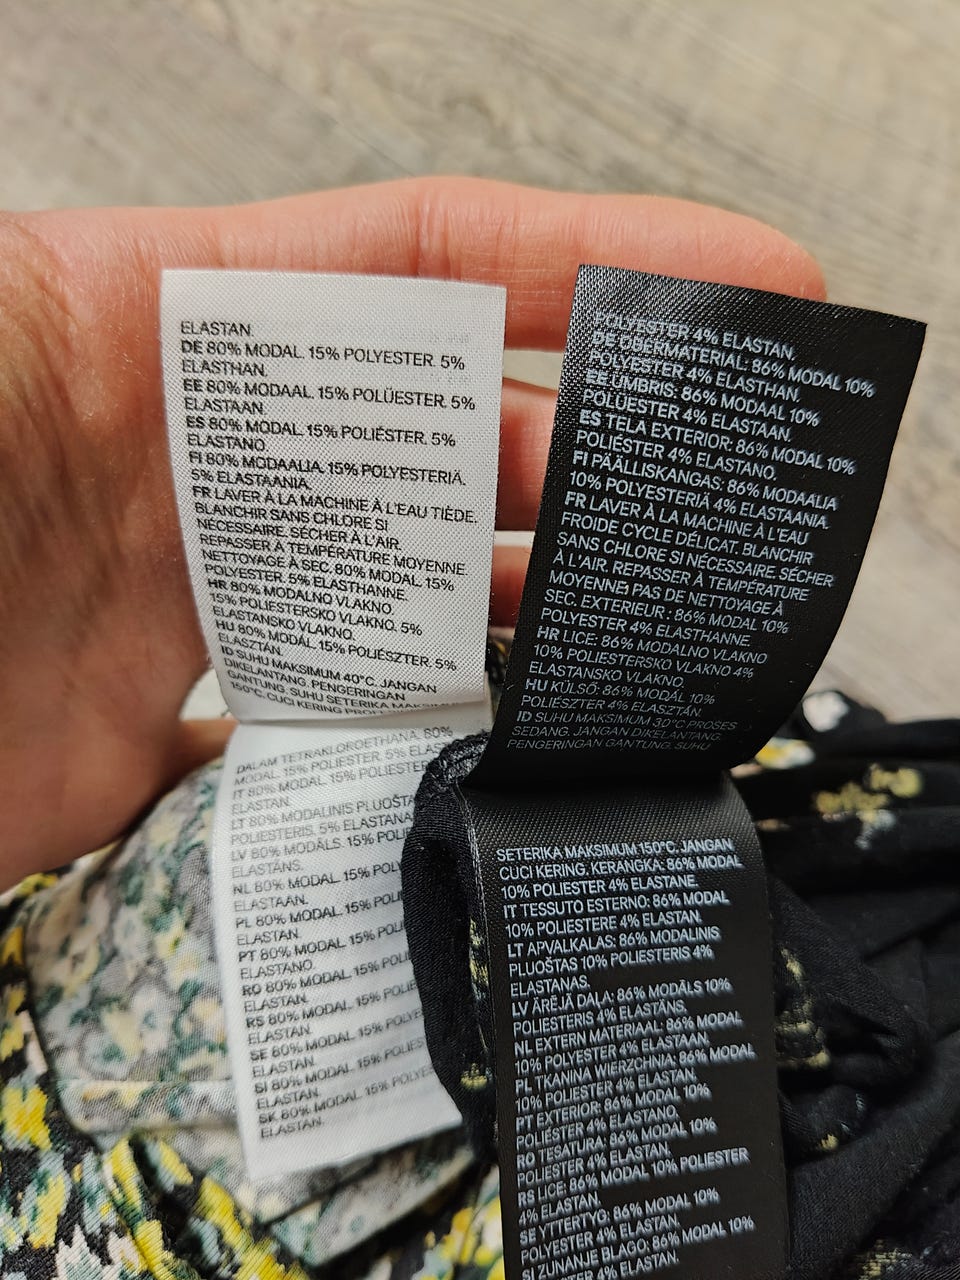 ELASTAN.
DE 80% MODAL. 15% POLYESTER. 5%
ELASTHAN.
EE 80% MODAAL. 15% POLÜESTER. 5%
ELASTAAN.
ES 80% MODAL. 15% POLIÉSTER. 5%
ELASTANO.
FI 80% MODAALIA. 15% POLYESTERIÄ.
5% ELASTAANIA.
FR LAVER À LA MACHINE À L'EAU TIÈDE.
BLANCHIR SANS CHLORE SI
NÉCESSAIRE. SÉCHER À L'AIR.
REPASSER À TEMPÉRATURE MOYENNE.
NETTOYAGE À SEC. 80% MODAL. 15%
POLYESTER. 5% ELASTHANNE.
HR 80% MODALNO VLAKNO.
15% POLIESTERSKO VLAKNO. 5%
ELASTANSKO VLAKNO.
HU 80% MODÁL. 15% POLIÉSZTER. 5%
ELASZTÁN.
ID SUHU MAKSIMUM 40°C. JANGAN
DIKELANTANG. PENGERINGAN
GANTUNG. SUHU SETERIKA MAKSIMUM
150°C. CUCI KERING
DALAM TETRAKLOROETHANA. 80%
MODAL. 15% POLIESTER. 5%
IT 80% MODAL. 15% POLIESTER
ELASTAN.
LT 80% MODALINIS
POLIESTERIS. 5%
LV 80% MODĀLS. 15%
ELASTĀNS.
NL 80% MODAL. 15%
ELASTAAN.
PL 80% MODAL. 15%
ELASTAN.
PT 80% MODAL. 15%
ELASTANO.
RO 80% MODAL. 15%
ELASTAN.
RS 80% MODAL. 15%
ELASTAN.
SE 80% MODAL. 15%
ELASTAN.
SI 80% MODAL. 15%
ELASTAN.
SK 80% MODAL. 15%
ELASTAN.
POLYESTER 4% ELASTAN.
DE OBERMATERIAL: 86% MODAL 10%
POLYESTER 4% ELASTHAN.
EE ÜMBRIS: 86% MODAAL 10%
POLÜESTER 4% ELASTAAN.
ES TELA EXTERIOR: 86% MODAL 10%
POLIÉSTER 4% ELASTANO.
FI PÄÄLLISKANGAS: 86% MODAALIA
10% POLYESTERIÄ 4% ELASTAANIA.
FR LAVER À LA MACHINE À L'EAU
FROIDE CYCLE DÉLICAT. BLANCHIR
SANS CHLORE SI NÉCESSAIRE. SÉCHER
À L'AIR. REPASSER À TEMPÉRATURE
MOYENNE. PAS DE NETTOYAGE À
SEC. EXTERIEUR : 86% MODAL 10%
POLYESTER 4% ELASTHANNE.
HR LICE: 86% MODALNO VLAKNO
10% POLIESTERSKO VLAKNO 4%
ELASTANSKO VLAKNO.
HU KÜLSŐ: 86% MODÁL 10%
POLIÉSZTER 4% ELASZTÁN.
ID SUHU MAKSIMUM 30°C PROSES
SEDANG. JANGAN DIKELANTANG.
PENGERINGAN GANTUNG. SUHU
SETERIKA MAKSIMUM 150°C. JANGAN
CUCI KERING. KERANGKA: 86% MODAL
10% POLIESTER 4% ELASTANE.
IT TESSUTO ESTERNO: 86% MODAL
10% POLIESTERE 4% ELASTAN.
LT APVALKALAS: 86% MODALINIS
PLUOŠTAS 10% POLIESTERIS 4%
ELASTANAS.
LV ĀRĒJĀ DAĻA: 86% MODĀLS 10%
POLIESTERIS 4% ELASTĀNS.
NL EXTERN MATERIAAL: 86% MODAL
10% POLYESTER 4% ELASTAAN.
PL TKANINA WIERZCHNIA: 86% MODAL
10% POLIESTER 4% ELASTAN.
PT EXTERIOR: 86% MODAL 10%
POLIÉSTER 4% ELASTANO.
RO TESATURA: 86% MODAL 10%
POLIESTER 4% ELASTAN.
RS LICE: 86% MODAL 10% POLIESTER
4% ELASTAN.
SE YTTERTYG: 86% MODAL 10%
POLYESTER 4% ELASTAN.
SI ZUNANJE BLAGO: 86% MODAL 10%
POLIESTER 4% ELASTAN.